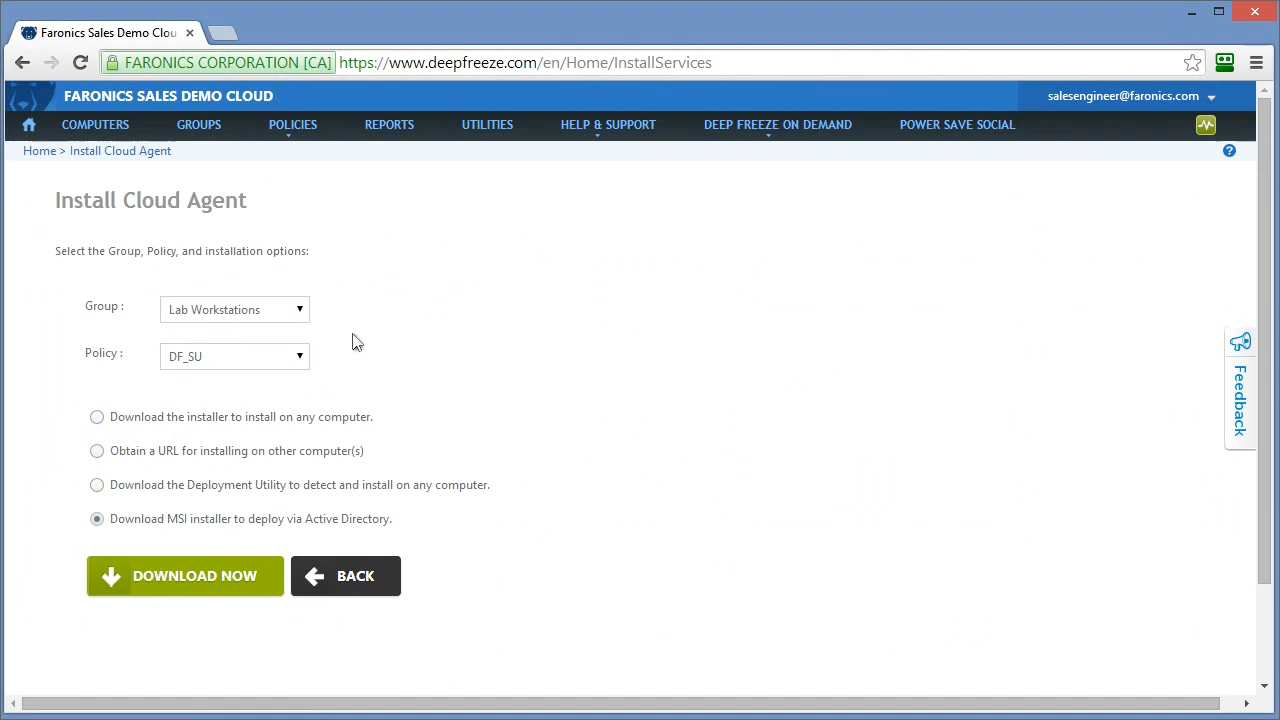 Faronics Sales Demo Clou
FARONICS CORPORATION [CA] https://www.deepfreeze.com/en/Home/InstallServices
FARONICS SALES DEMO CLOUD
salesengineer@faronics.com
COMPUTERS GROUPS POLICIES REPORTS UTILITIES HELP & SUPPORT DEEP FREEZE ON DEMAND POWER SAVE SOCIAL
Home > Install Cloud Agent
Install Cloud Agent
Select the Group, Policy, and installation options:
Group : Lab Workstations
Policy : DF_SU
Download the installer to install on any computer.
Obtain a URL for installing on other computer(s)
Download the Deployment Utility to detect and install on any computer.
Download MSI installer to deploy via Active Directory.
DOWNLOAD NOW BACK
Feedback